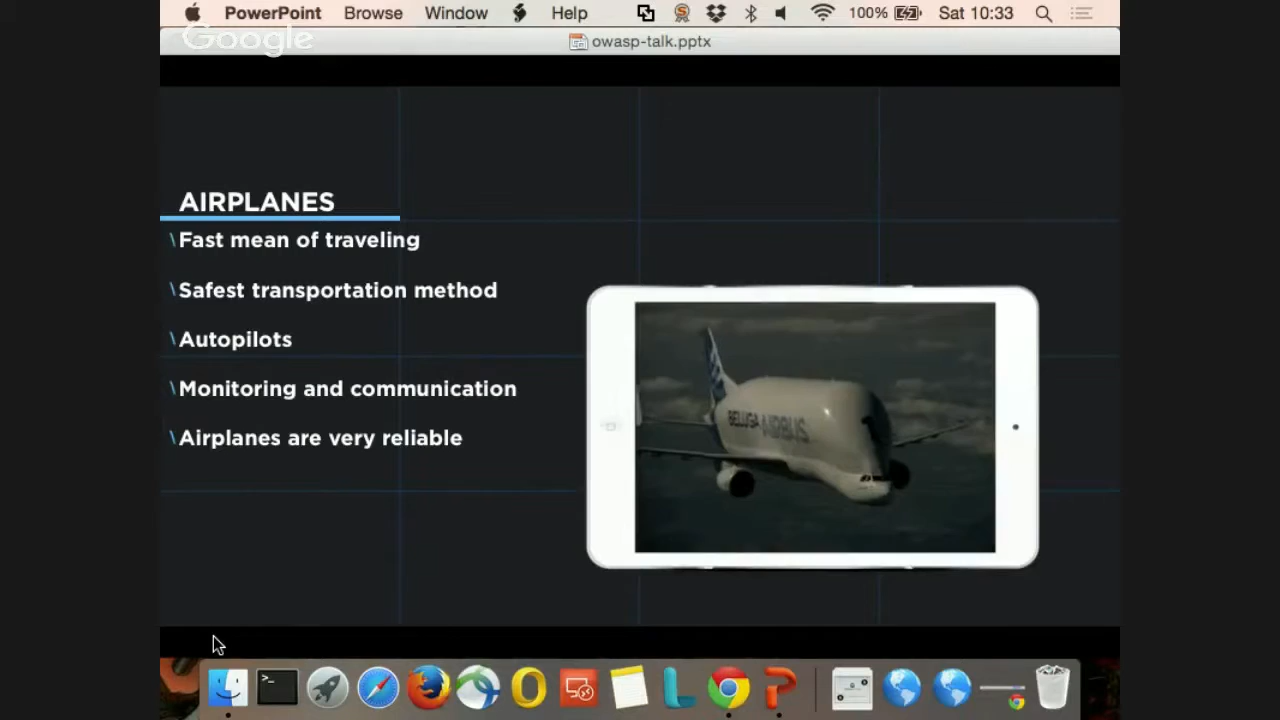 PowerPoint Browse Window Help 100% Sat 10:33
Google
owasp-talk.pptx
AIRPLANES
\Fast mean of traveling
\Safest transportation method
\Autopilots
\Monitoring and communication
\Airplanes are very reliable
BELUGA AIRBUS